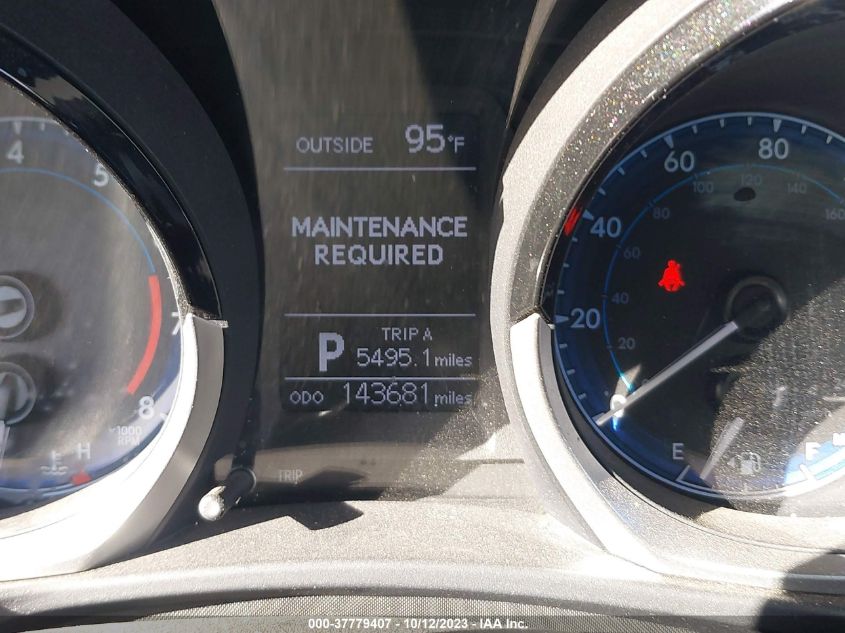 OUTSIDE 95°F
MAINTENANCE
REQUIRED
P TRIP A
5495.1 miles
ODO 143681 miles
TRIP
4
5
7
8
x1000
RPM
H
0
20
40
60
80
20
40
60
80
100
120
140
160
E
F
000-37779407 - 10/12/2023 - IAA Inc.